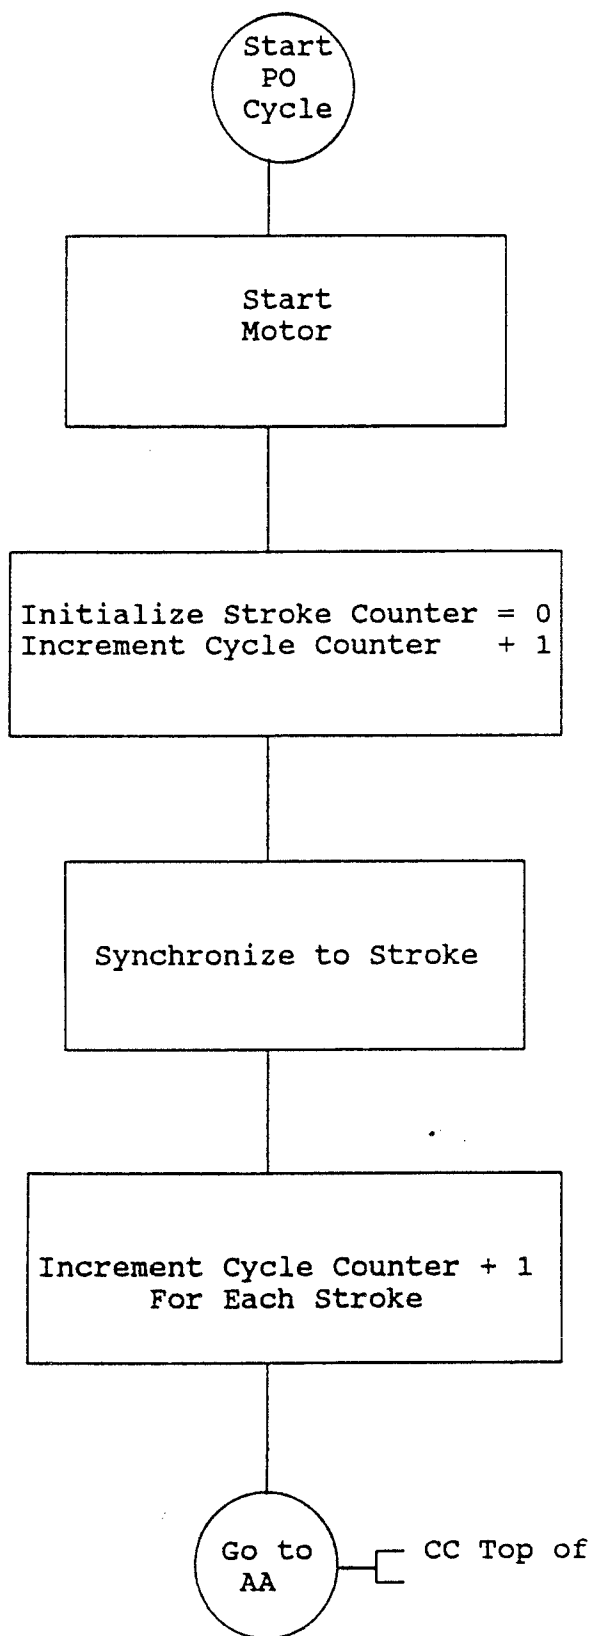 Start
PO
Cycle
Start
Motor
Initialize Stroke Counter = 0
Increment Cycle Counter + 1
Synchronize to Stroke
Increment Cycle Counter + 1
For Each Stroke
Go to
AA
CC Top of